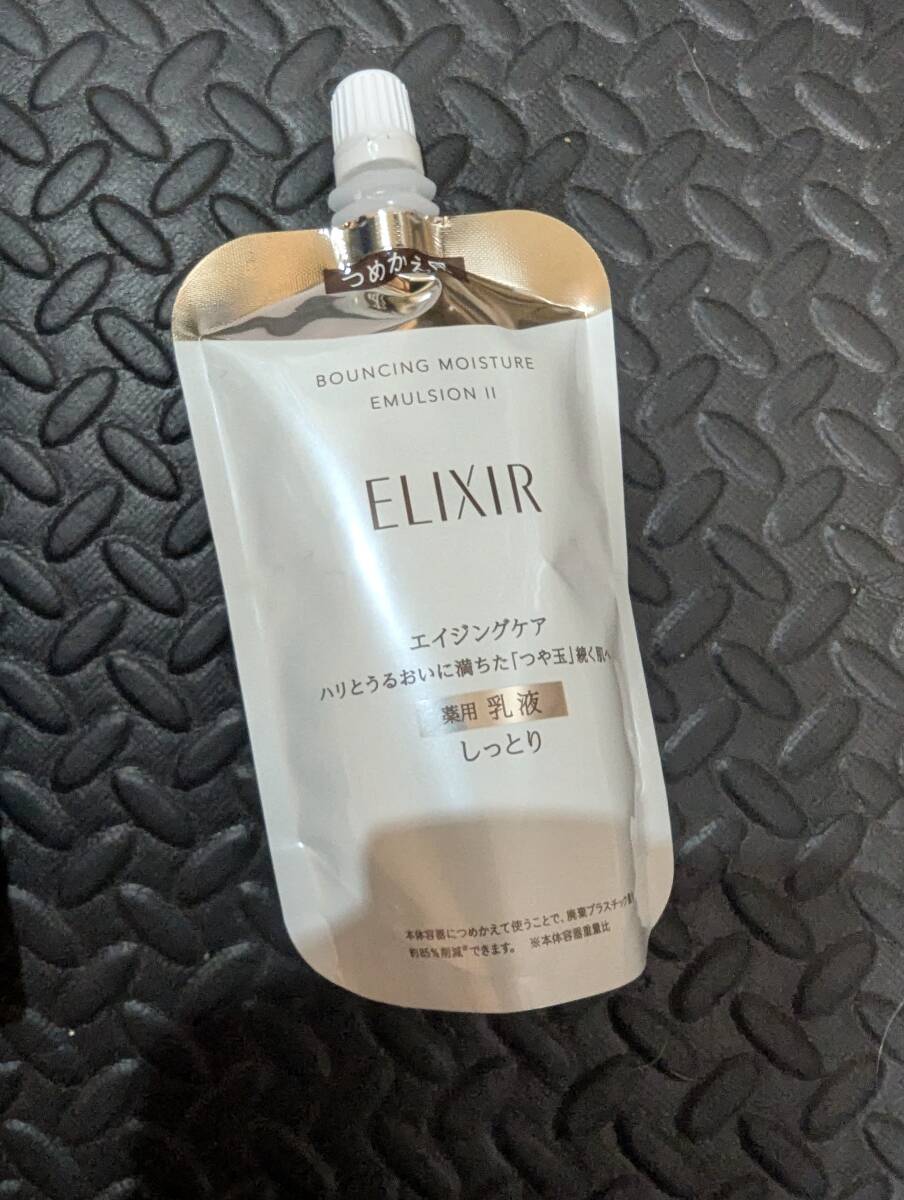 つめかえ用
BOUNCING MOISTURE
EMULSION II
ELIXIR
エイジングケア
ハリとうるおいに満ちた「つや玉」続く肌へ
薬用 乳液
しっとり
本体容器につめかえて使うことで、廃棄プラスチック
約85%削減※できます。 ※本体容器重量比